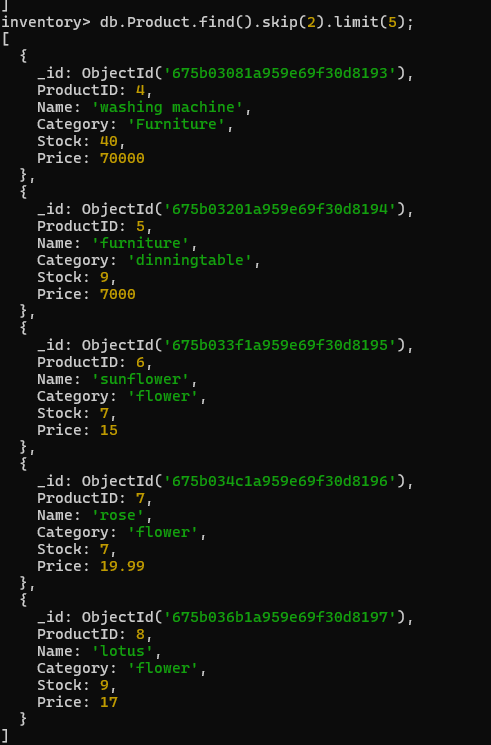 ]
inventory> db.Product.find().skip(2).limit(5);
[
  {
    _id: ObjectId('675b03081a959e69f30d8193'),
    ProductID: 4,
    Name: 'washing machine',
    Category: 'Furniture',
    Stock: 40,
    Price: 70000
  },
  {
    _id: ObjectId('675b03201a959e69f30d8194'),
    ProductID: 5,
    Name: 'furniture',
    Category: 'dinningtable',
    Stock: 9,
    Price: 7000
  },
  {
    _id: ObjectId('675b033f1a959e69f30d8195'),
    ProductID: 6,
    Name: 'sunflower',
    Category: 'flower',
    Stock: 7,
    Price: 15
  },
  {
    _id: ObjectId('675b034c1a959e69f30d8196'),
    ProductID: 7,
    Name: 'rose',
    Category: 'flower',
    Stock: 7,
    Price: 19.99
  },
  {
    _id: ObjectId('675b036b1a959e69f30d8197'),
    ProductID: 8,
    Name: 'lotus',
    Category: 'flower',
    Stock: 9,
    Price: 17
  }
]